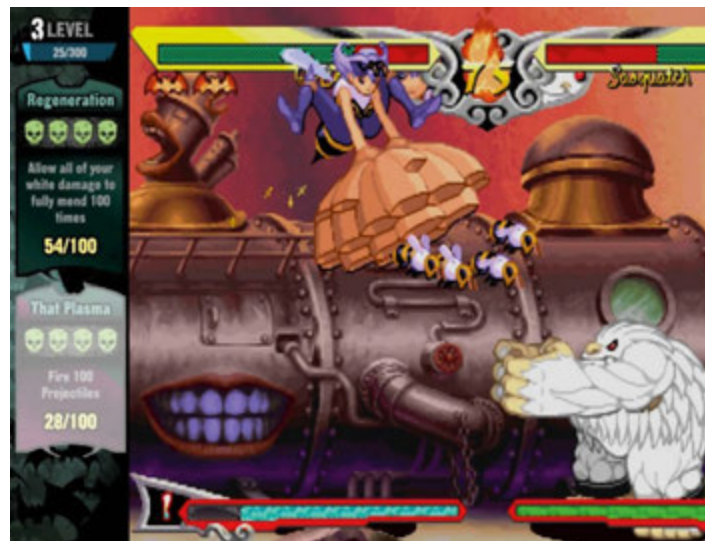 3 LEVEL
25/300
Regeneration
Allow all of your
white damage to
fully mend 100
times
54/100
That Plasma
Fire 100
Projectiles
28/100
Sasquatch
!